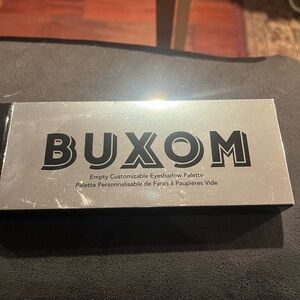 BUXOM
Empty Customizable Eyeshadow Palette
Palette Personnalisable de Fards à Paupières Vide